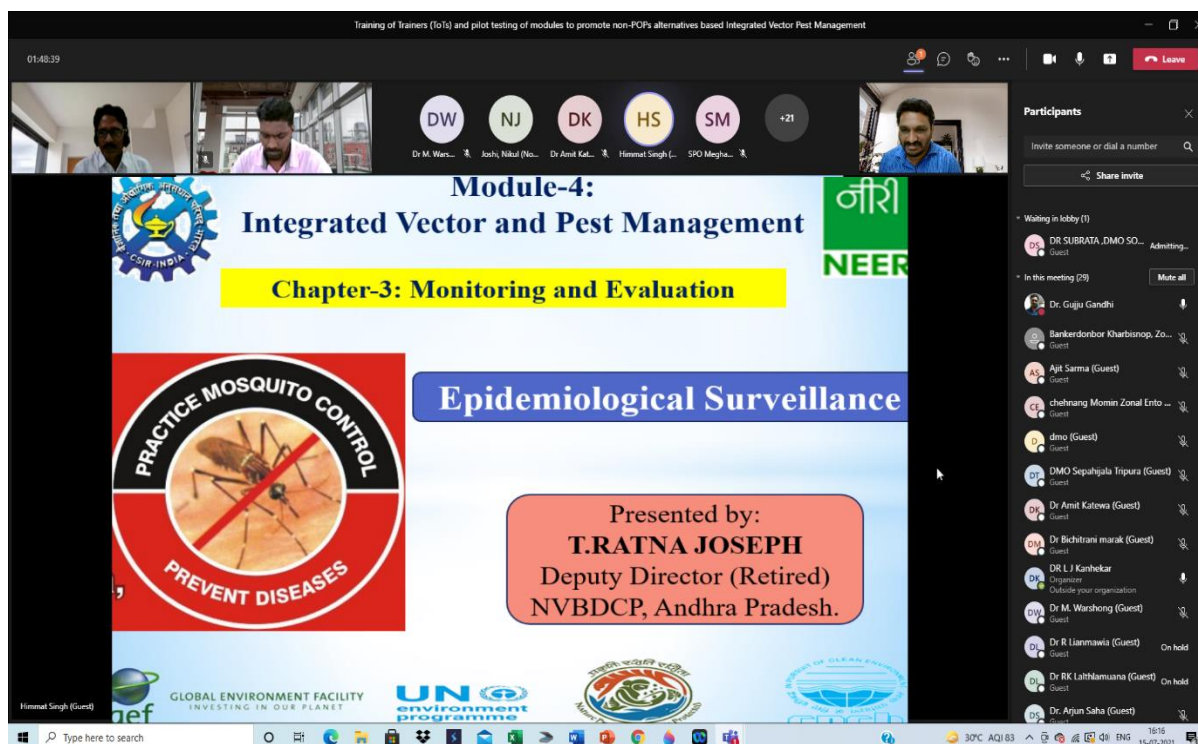 Training of Trainers (ToTs) and pilot testing of modules to promote non-POPs alternatives based Integrated Vector Pest Management
01:48:39
Leave
DW
NJ
DK
HS
SM
+21
Dr M. Wars...
Joshi, Nikul (No...
Dr Amit Kat...
Himmat Singh (...
SPO Megha...
Participants
Invite someone or dial a number
Share invite
Waiting in lobby (1)
DS
DR SUBRATA ,DMO SO...
Admitting...
Guest
In this meeting (29)
Mute all
Dr. Gujju Gandhi
Bankerdonbor Kharbisnop, Zo...
Guest
AS
Ajit Sarma (Guest)
Guest
CE
chehnang Momin Zonal Ento ...
Guest
D
dmo (Guest)
Guest
DT
DMO Sepahijala Tripura (Guest)
Guest
DK
Dr Amit Katewa (Guest)
Guest
DM
Dr Bichitrani marak (Guest)
Guest
DK
DR L J Kanhekar
Organizer
Outside your organization
DW
Dr M. Warshong (Guest)
Guest
DL
Dr R Lianmawia (Guest)
On hold
Guest
DL
Dr RK Lalthlamuana (Guest)
On hold
Guest
DS
Dr. Arjun Saha (Guest)
Guest
Module-4:
Integrated Vector and Pest Management
CSIR-INDIA
नीरी
NEER
Chapter-3: Monitoring and Evaluation
PRACTICE MOSQUITO CONTROL
PREVENT DISEASES
Epidemiological Surveillance
Presented by:
T.RATNA JOSEPH
Deputy Director (Retired)
NVBDCP, Andhra Pradesh.
gef
GLOBAL ENVIRONMENT FACILITY
INVESTING IN OUR PLANET
UN
environment
programme
Himmat Singh (Guest)
Type here to search
30°C AQI 83
ENG
16:16
15-07-2021